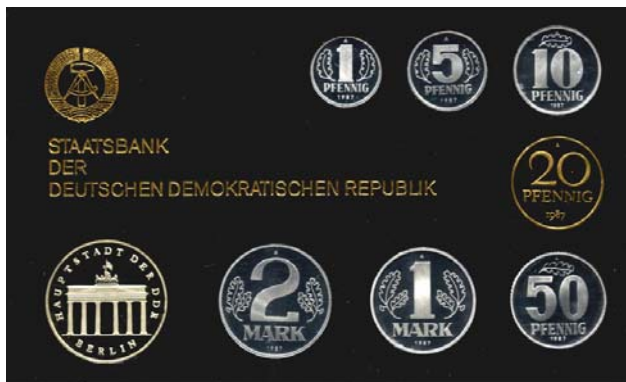 A
1
PFENNIG
1987
A
5
PFENNIG
1987
10
PFENNIG
1987
STAATSBANK
DER
DEUTSCHEN DEMOKRATISCHEN REPUBLIK
A
20
PFENNIG
1987
HAUPTSTADT DER DDR
BERLIN
A
2
MARK
1987
A
1
MARK
1987
50
PFENNIG
1987